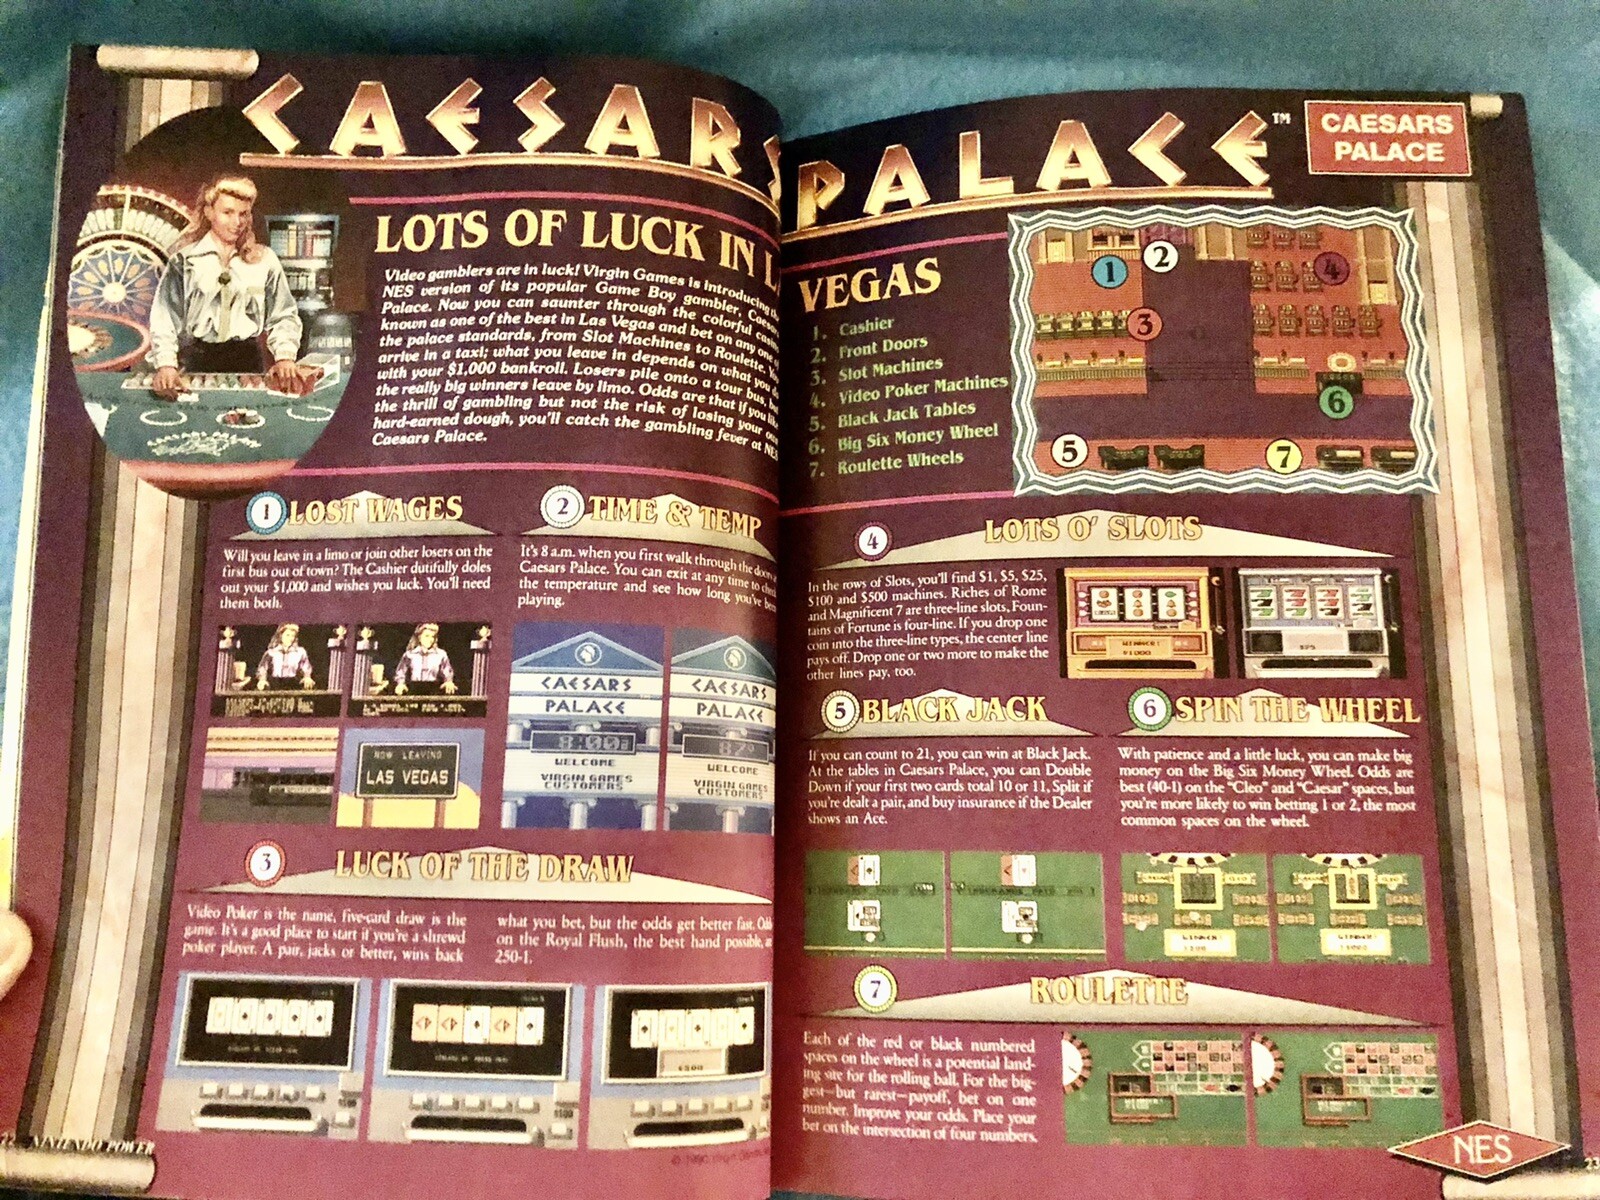 CAESARS PALACE™
CAESARS
PALACE
LOTS OF LUCK IN L
VEGAS
Video gamblers are in luck! Virgin Games is introducing the
NES version of its popular Game Boy gambler, Caesars
Palace. Now you can saunter through the colorful casino
known as one of the best in Las Vegas and bet on any one of
the palace standards, from Slot Machines to Roulette. You
arrive in a taxi; what you leave in depends on what you do
with your $1,000 bankroll. Losers pile onto a tour bus, but
the really big winners leave by limo. Odds are that if you like
the thrill of gambling but not the risk of losing your own
hard-earned dough, you'll catch the gambling fever at NES
Caesars Palace.
1. Cashier
2. Front Doors
3. Slot Machines
4. Video Poker Machines
5. Black Jack Tables
6. Big Six Money Wheel
7. Roulette Wheels
1
2
3
4
5
6
7
1 LOST WAGES
Will you leave in a limo or join other losers on the
first bus out of town? The Cashier dutifully doles
out your $1,000 and wishes you luck. You'll need
them both.
NOW LEAVING
LAS VEGAS
2 TIME & TEMP
It's 8 a.m. when you first walk through the doors
Caesars Palace. You can exit at any time to check
the temperature and see how long you've been
playing.
CAESARS
PALACE
8:00a
WELCOME
VIRGIN GAMES
CUSTOMERS
CAESARS
PALACE
87°
WELCOME
VIRGIN GAMES
CUSTOMERS
3 LUCK OF THE DRAW
Video Poker is the name, five-card draw is the
game. It's a good place to start if you're a shrewd
poker player. A pair, jacks or better, wins back
what you bet, but the odds get better fast. Odds
on the Royal Flush, the best hand possible, a
250-1.
NINTENDO POWER
4 LOTS O' SLOTS
In the rows of Slots, you'll find $1, $5, $25,
$100 and $500 machines. Riches of Rome
and Magnificent 7 are three-line slots, Foun-
tains of Fortune is four-line. If you drop one
coin into the three-line types, the center line
pays off. Drop one or two more to make the
other lines pay, too.
WINNER!
$1000
$25
5 BLACK JACK
If you can count to 21, you can win at Black Jack.
At the tables in Caesars Palace, you can Double
Down if your first two cards total 10 or 11, Split if
you're dealt a pair, and buy insurance if the Dealer
shows an Ace.
6 SPIN THE WHEEL
With patience and a little luck, you can make big
money on the Big Six Money Wheel. Odds are
best (40-1) on the "Cleo" and "Caesar" spaces, but
you're more likely to win betting 1 or 2, the most
common spaces on the wheel.
WINNER!
WINNER!
7 ROULETTE
Each of the red or black numbered
spaces on the wheel is a potential land-
ing site for the rolling ball. For the big-
gest—but rarest—payoff, bet on one
number. Improve your odds. Place your
bet on the intersection of four numbers.
NES
23